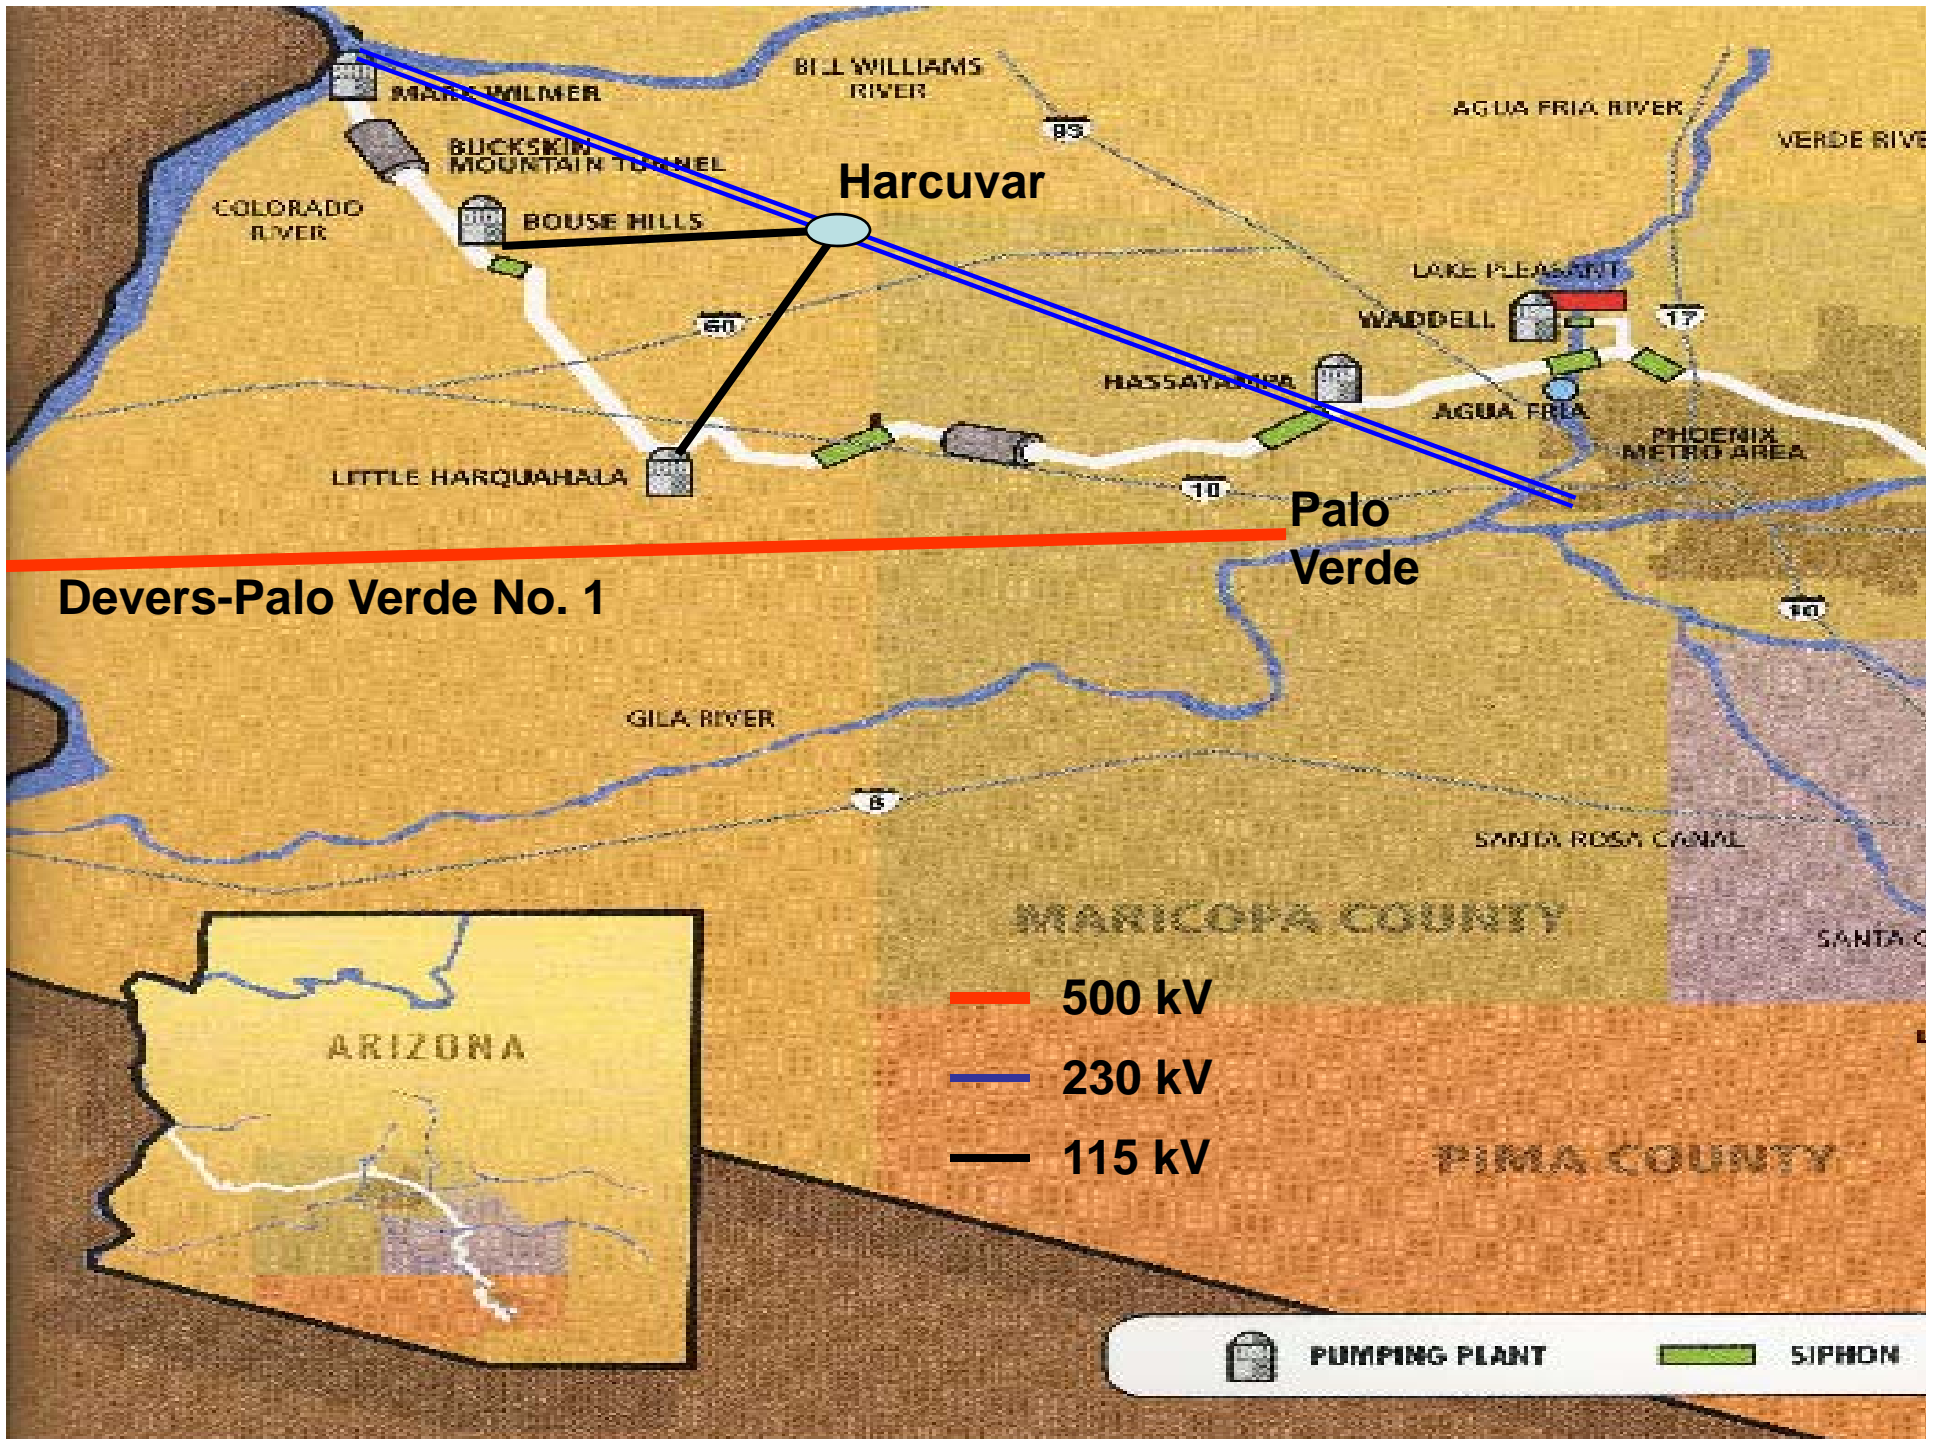 BILL WILLIAMS
RIVER
MARK WILMER
93
AGUA FRIA RIVER
VERDE RIVE
BUCKSKIN
MOUNTAIN TUNNEL
Harcuvar
COLORADO
RIVER
BOUSE HILLS
LAKE PLEASANT
60
WADDELL
17
HASSAYAMPA
AGUA FRIA
PHOENIX
METRO AREA
LITTLE HARQUAHALA
10
Palo
Verde
Devers-Palo Verde No. 1
10
GILA RIVER
8
SANTA ROSA CANAL
MARICOPA COUNTY
SANTA C
500 kV
ARIZONA
230 kV
115 kV
PIMA COUNTY
PUMPING PLANT
SIPHON